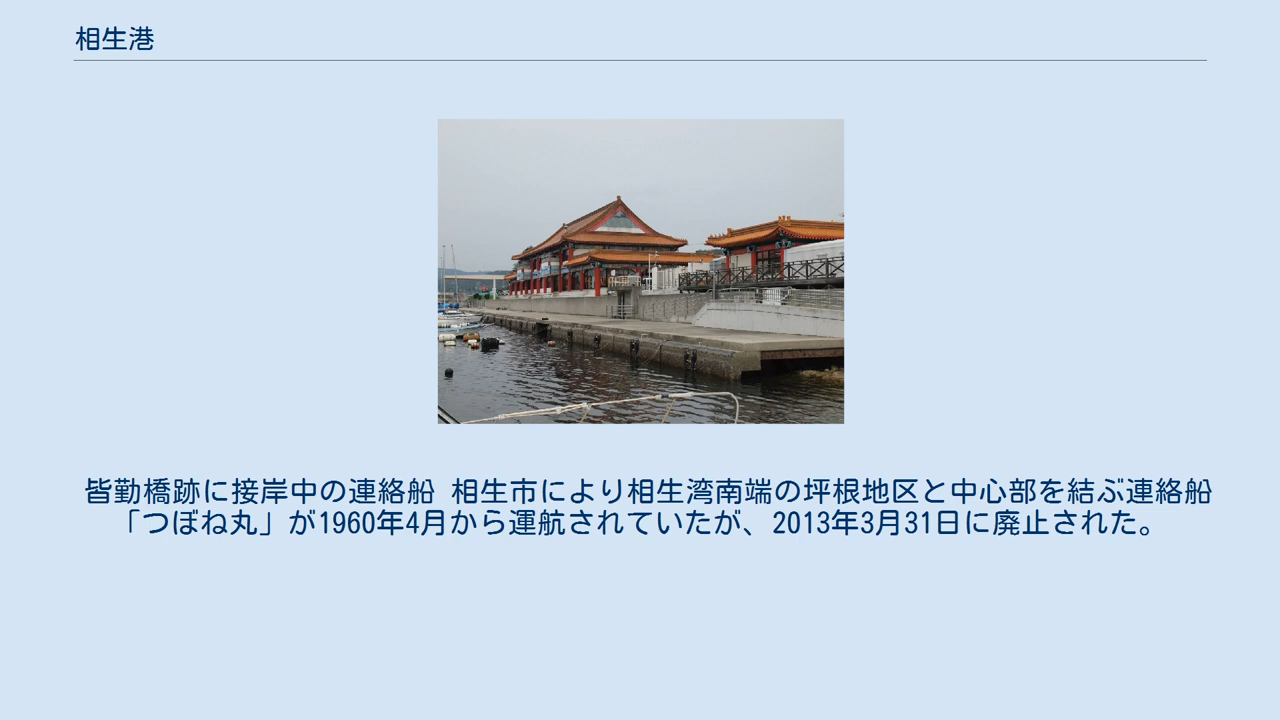 相生港
皆勤橋跡に接岸中の連絡船 相生市により相生湾南端の坪根地区と中心部を結ぶ連絡船
「つぼね丸」が1960年4月から運航されていたが、2013年3月31日に廃止された。